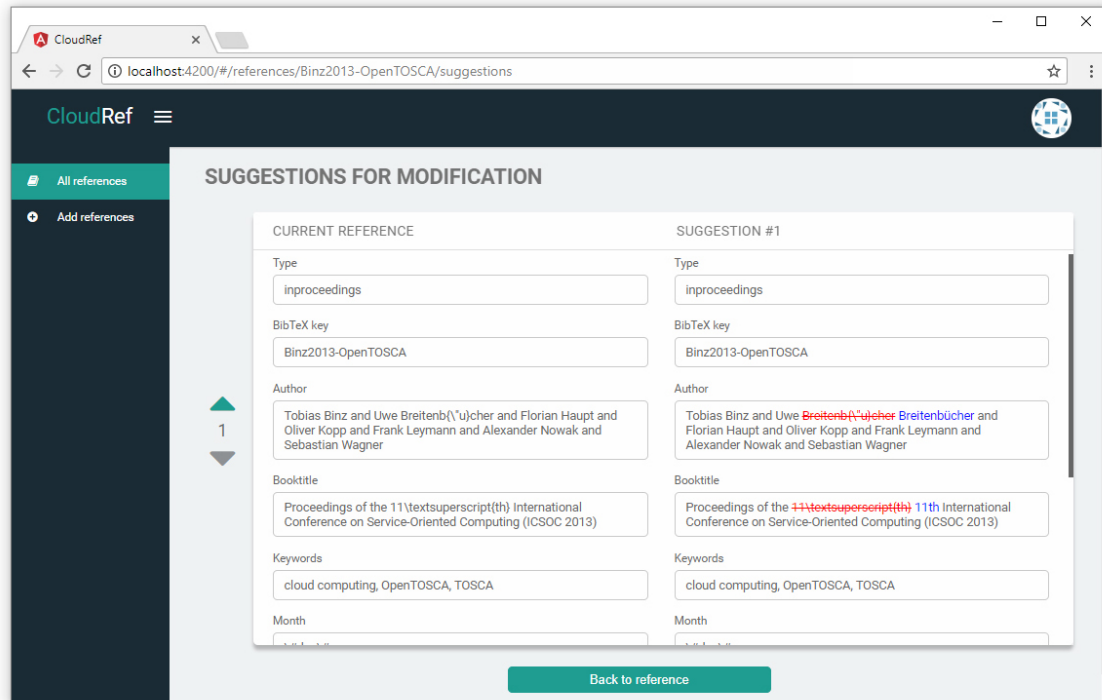 CloudRef
localhost:4200/#/references/Binz2013-OpenTOSCA/suggestions
CloudRef
All references
Add references
SUGGESTIONS FOR MODIFICATION
CURRENT REFERENCE
SUGGESTION #1
Type
inproceedings
Type
inproceedings
BibTeX key
Binz2013-OpenTOSCA
BibTeX key
Binz2013-OpenTOSCA
1
Author
Tobias Binz and Uwe Breitenb{\"u}cher and Florian Haupt and
Oliver Kopp and Frank Leymann and Alexander Nowak and
Sebastian Wagner
Author
Tobias Binz and Uwe Breitenb{\"u}cher Breitenbücher and
Florian Haupt and Oliver Kopp and Frank Leymann and
Alexander Nowak and Sebastian Wagner
Booktitle
Proceedings of the 11\textsuperscript{th} International
Conference on Service-Oriented Computing (ICSOC 2013)
Booktitle
Proceedings of the 11\textsuperscript{th} 11th International
Conference on Service-Oriented Computing (ICSOC 2013)
Keywords
cloud computing, OpenTOSCA, TOSCA
Keywords
cloud computing, OpenTOSCA, TOSCA
Month
Month
Back to reference